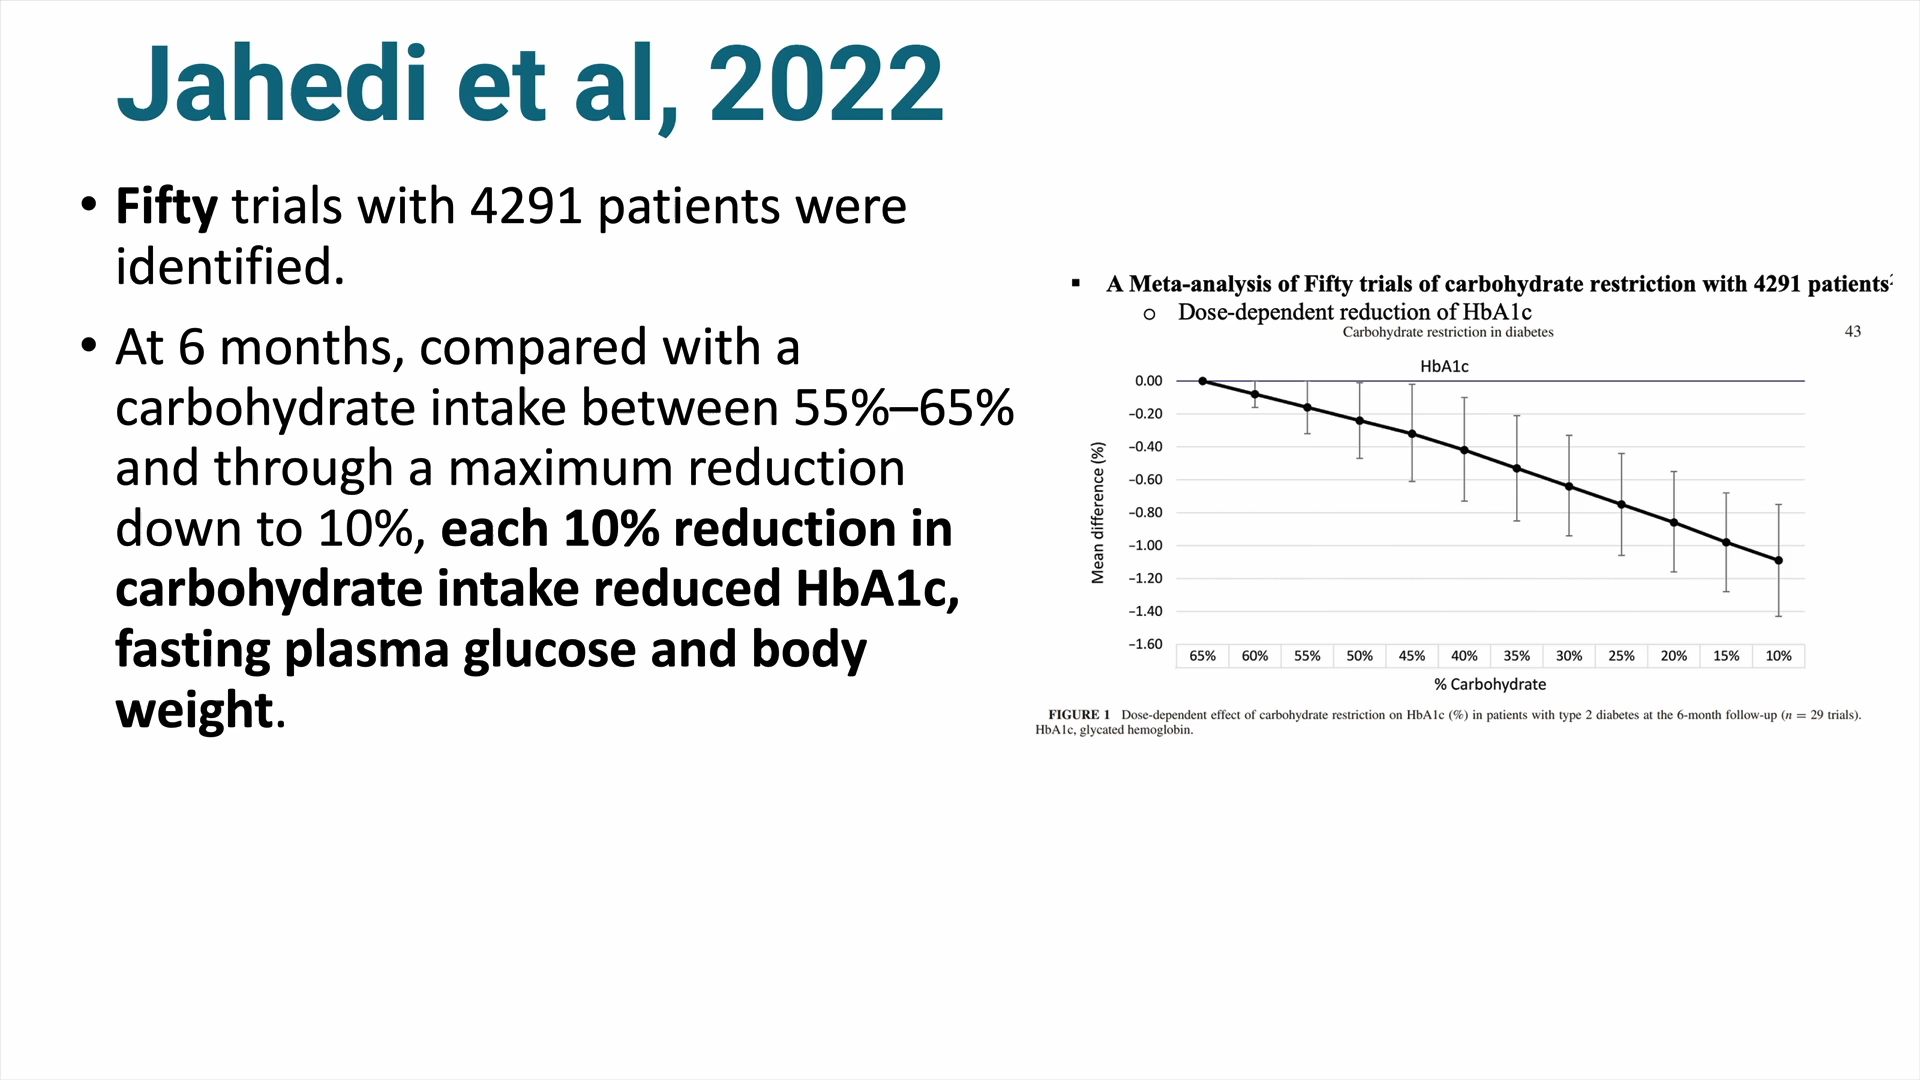 Jahedi et al, 2022
• Fifty trials with 4291 patients were
identified.
• At 6 months, compared with a
carbohydrate intake between 55%–65%
and through a maximum reduction
down to 10%, each 10% reduction in
carbohydrate intake reduced HbA1c,
fasting plasma glucose and body
weight.
▪ A Meta-analysis of Fifty trials of carbohydrate restriction with 4291 patients
o Dose-dependent reduction of HbA1c
Carbohydrate restriction in diabetes 43
HbA1c
0.00
−0.20
−0.40
−0.60
−0.80
−1.00
−1.20
−1.40
−1.60
Mean difference (%)
65% 60% 55% 50% 45% 40% 35% 30% 25% 20% 15% 10%
% Carbohydrate
FIGURE 1 Dose-dependent effect of carbohydrate restriction on HbA1c (%) in patients with type 2 diabetes at the 6-month follow-up (n = 29 trials).
HbA1c, glycated hemoglobin.